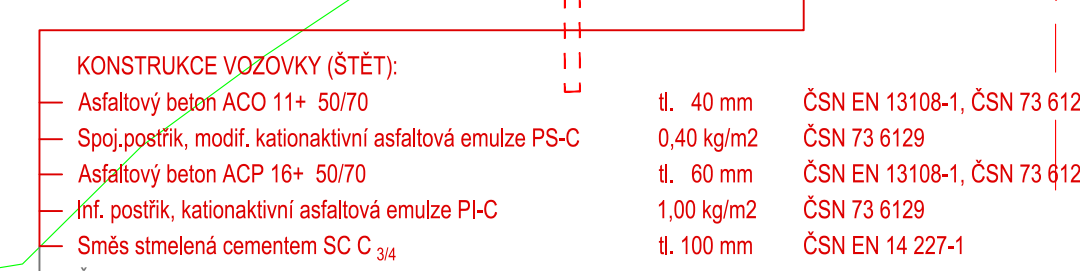 KONSTRUKCE VOZOVKY (ŠTĚT):
Asfaltový beton ACO 11+ 50/70 tl. 40 mm ČSN EN 13108-1, ČSN 73 612
Spoj.postřik, modif. kationaktivní asfaltová emulze PS-C 0,40 kg/m2 ČSN 73 6129
Asfaltový beton ACP 16+ 50/70 tl. 60 mm ČSN EN 13108-1, ČSN 73 612
Inf. postřik, kationaktivní asfaltová emulze PI-C 1,00 kg/m2 ČSN 73 6129
Směs stmelená cementem SC C 3/4 tl. 100 mm ČSN EN 14 227-1